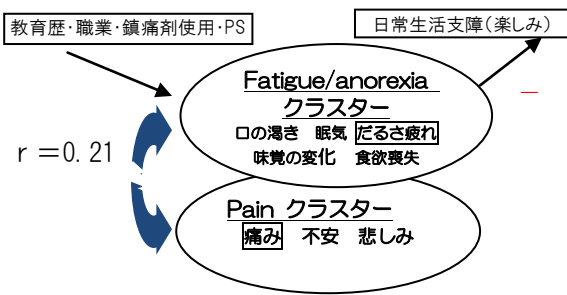 教育歴・職業・鎮痛剤使用・PS
日常生活支障（楽しみ）
Fatigue/anorexia
クラスター
口の渇き　眠気　だるさ疲れ
味覚の変化　食欲喪失
－
r＝0.21
Pain クラスター
痛み　不安　悲しみ